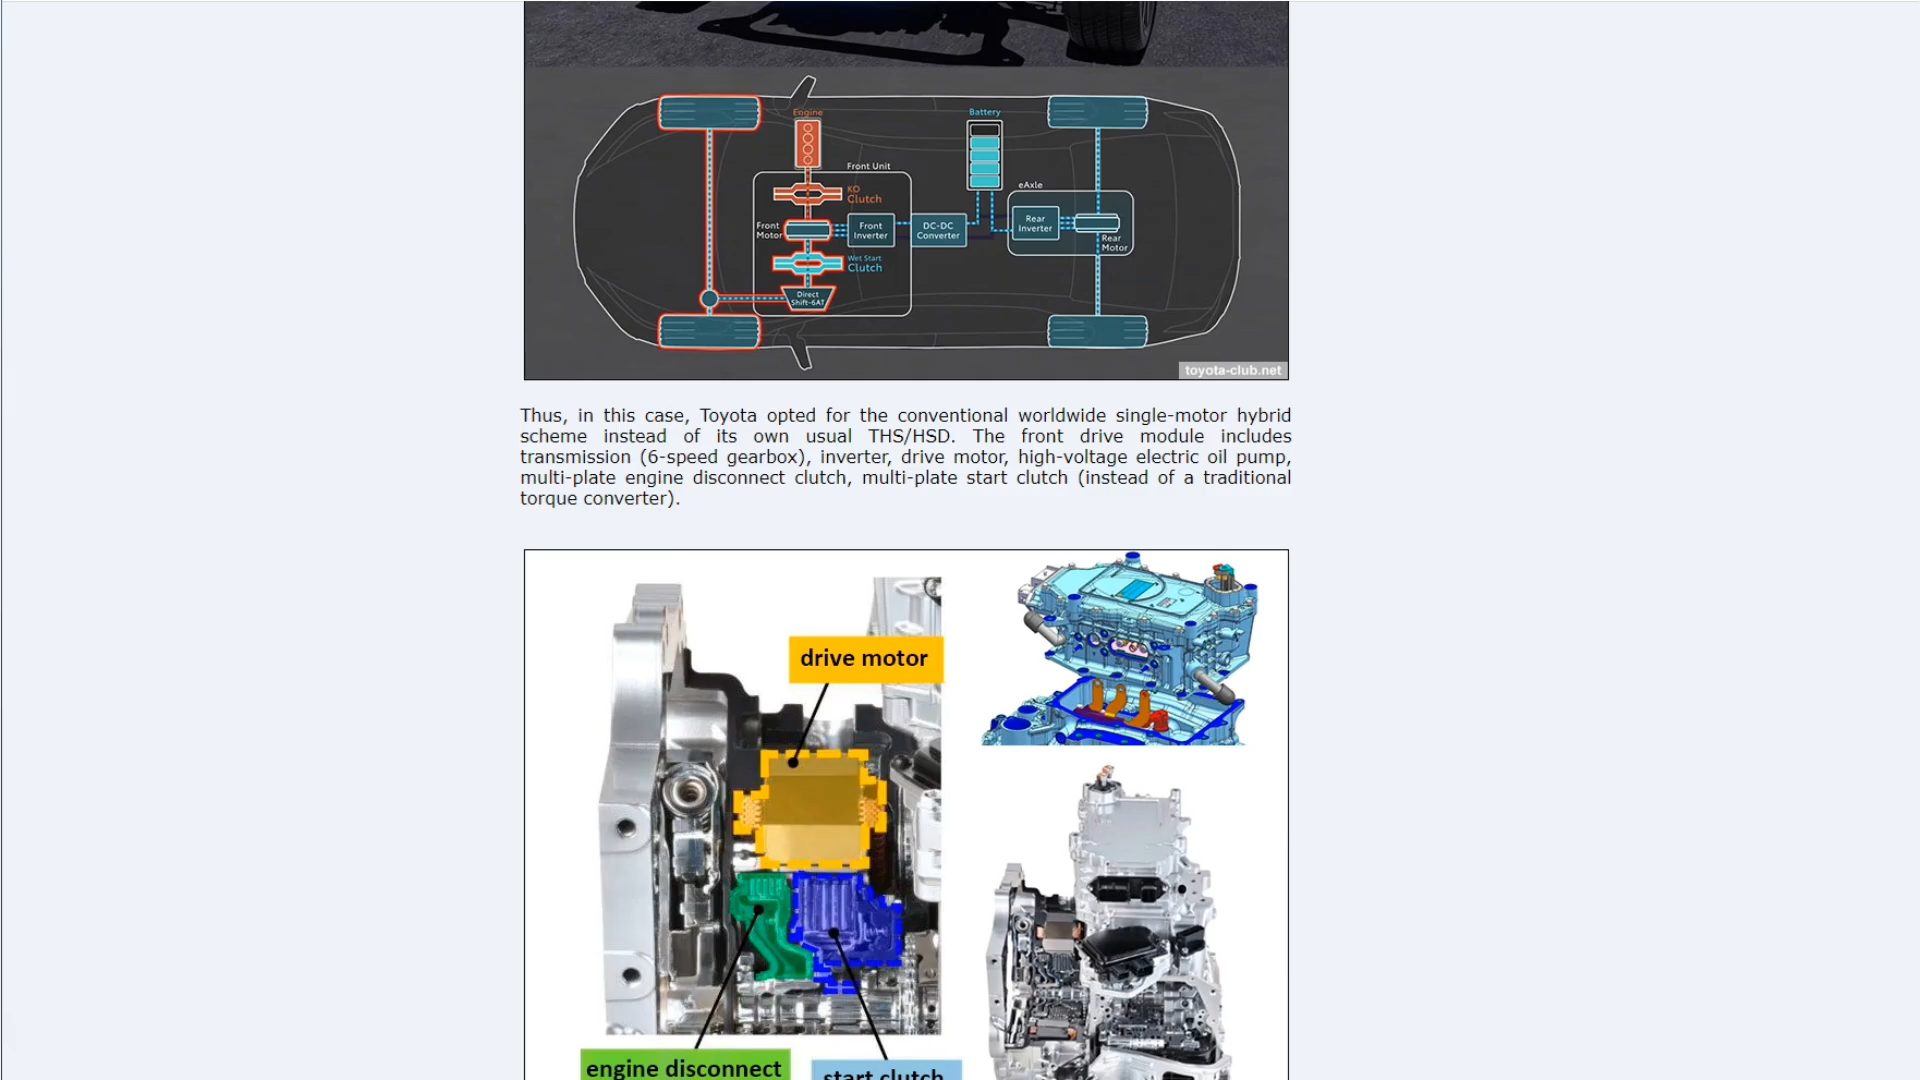 Engine
Battery
Front Unit
KO
Clutch
eAxle
Front
Motor
Front
Inverter
DC-DC
Converter
Rear
Inverter
Rear
Motor
Wet Start
Clutch
Direct
Shift-6AT
toyota-club.net
Thus, in this case, Toyota opted for the conventional worldwide single-motor hybrid
scheme instead of its own usual THS/HSD. The front drive module includes
transmission (6-speed gearbox), inverter, drive motor, high-voltage electric oil pump,
multi-plate engine disconnect clutch, multi-plate start clutch (instead of a traditional
torque converter).
drive motor
engine disconnect
start clutch